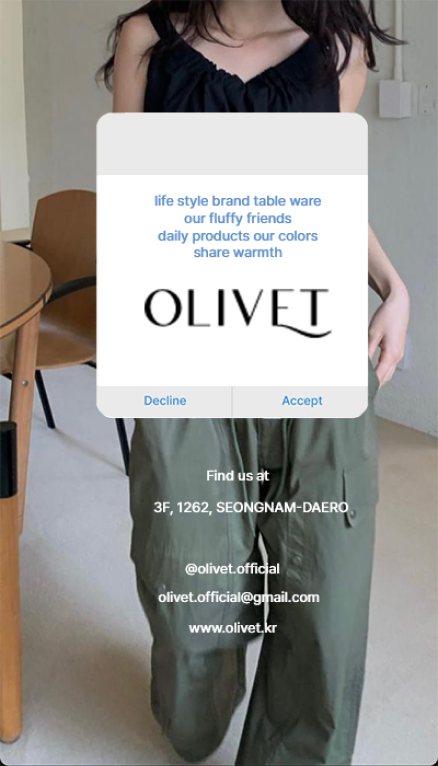 life style brand table ware
our fluffy friends
daily products our colors
share warmth
OLIVET
Decline
Accept
Find us at
3F, 1262, SEONGNAM-DAERO
@olivet.official
olivet.official@gmail.com
www.olivet.kr